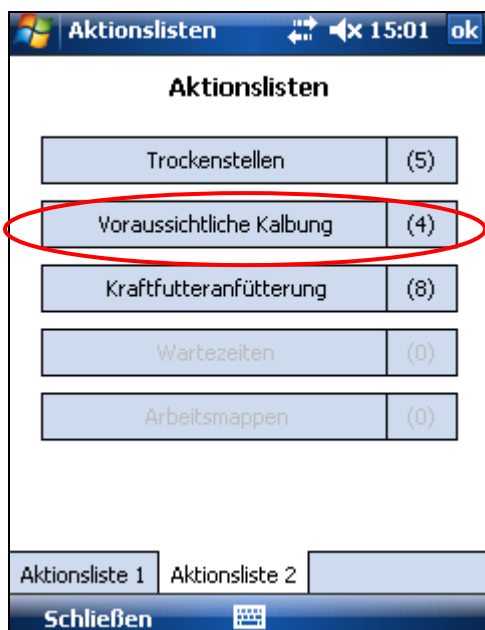 Aktionslisten 15:01 ok
Aktionslisten
Trockenstellen (5)
Voraussichtliche Kalbung (4)
Kraftfutteranfütterung (8)
Wartezeiten (0)
Arbeitsmappen (0)
Aktionsliste 1 Aktionsliste 2
Schließen